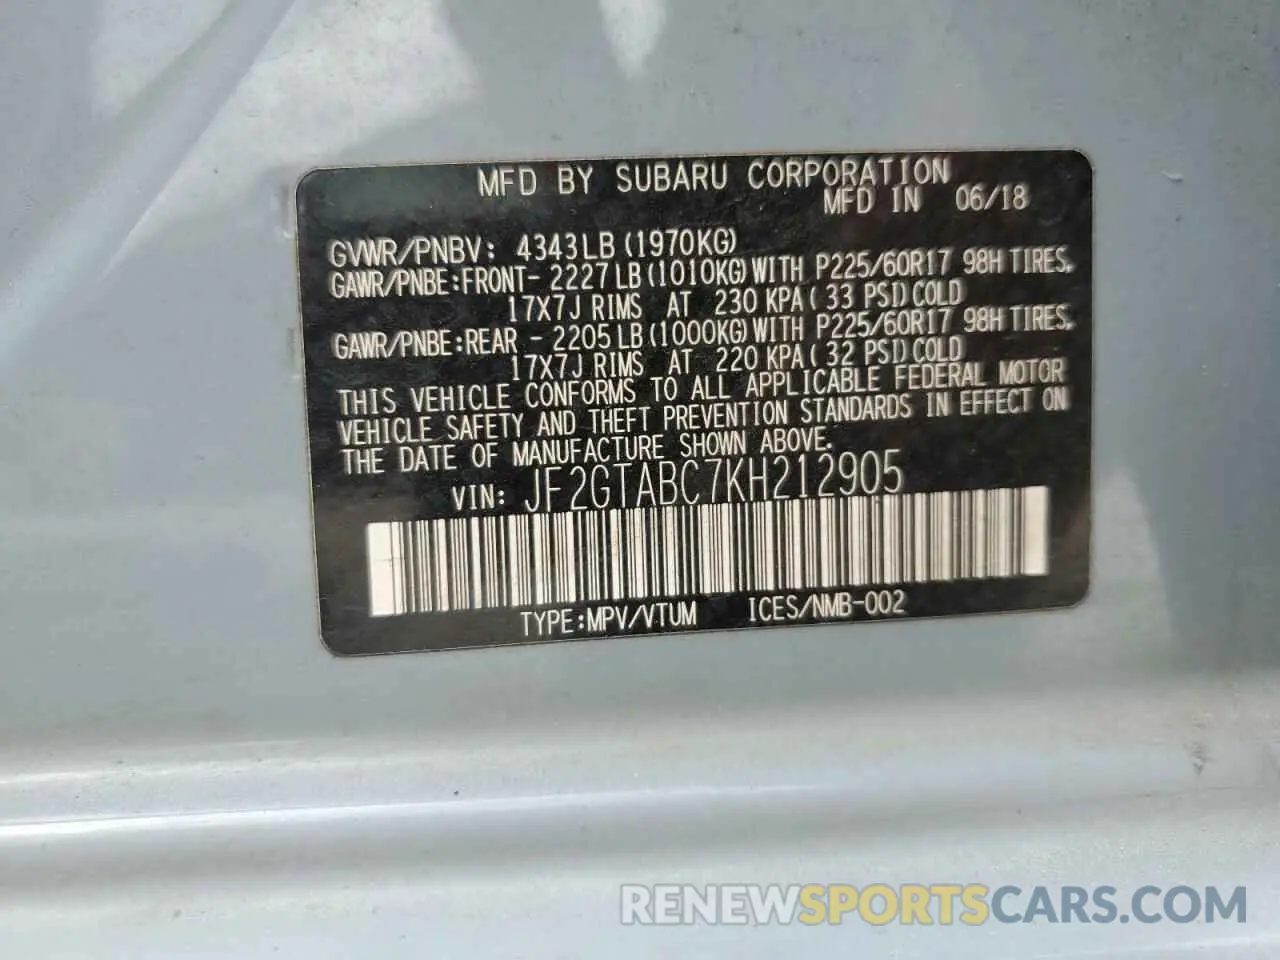 MFD BY SUBARU CORPORATION
MFD IN 06/18
GVWR/PNBV: 4343LB (1970KG)
GAWR/PNBE:FRONT- 2227LB (1010KG) WITH P225/60R17 98H TIRES,
17X7J RIMS AT 230 KPA ( 33 PSI) COLD
GAWR/PNBE:REAR - 2205LB (1000KG) WITH P225/60R17 98H TIRES,
17X7J RIMS AT 220 KPA ( 32 PSI) COLD
THIS VEHICLE CONFORMS TO ALL APPLICABLE FEDERAL MOTOR
VEHICLE SAFETY AND THEFT PREVENTION STANDARDS IN EFFECT ON
THE DATE OF MANUFACTURE SHOWN ABOVE.
VIN: JF2GTABC7KH212905
TYPE:MPV/VTUM ICES/NMB-002
RENEWSPORTSCARS.COM